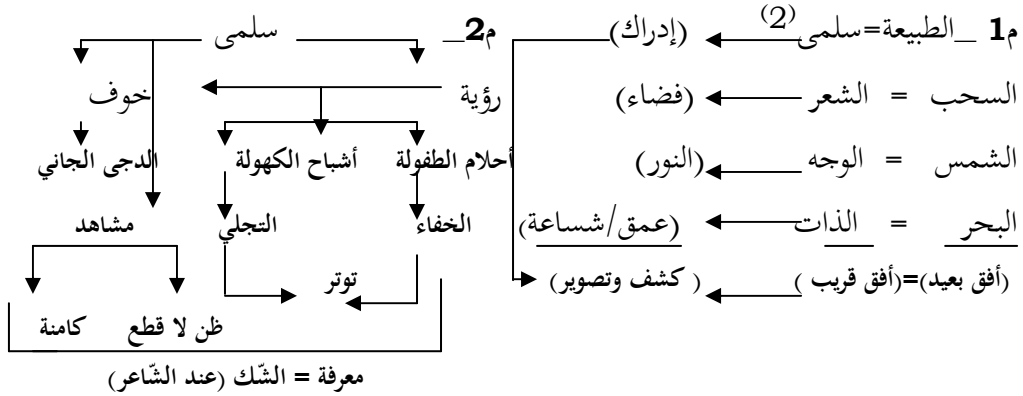 م1 _الطبيعة=سلمى(2) (إدراك)
السحب = الشعر (فضاء)
الشمس = الوجه (النور)
البحر = الذات (عمق/شساعة)
(أفق بعيد)=(أفق قريب ) ( كشف وتصوير)
م2_ سلمى
رؤية خوف
أحلام الطفولة أشباح الكهولة الدجى الجاني
الخفاء التجلي مشاهد
توتر
ظن لا قطع كامنة
معرفة = الشّك (عند الشّاعر)